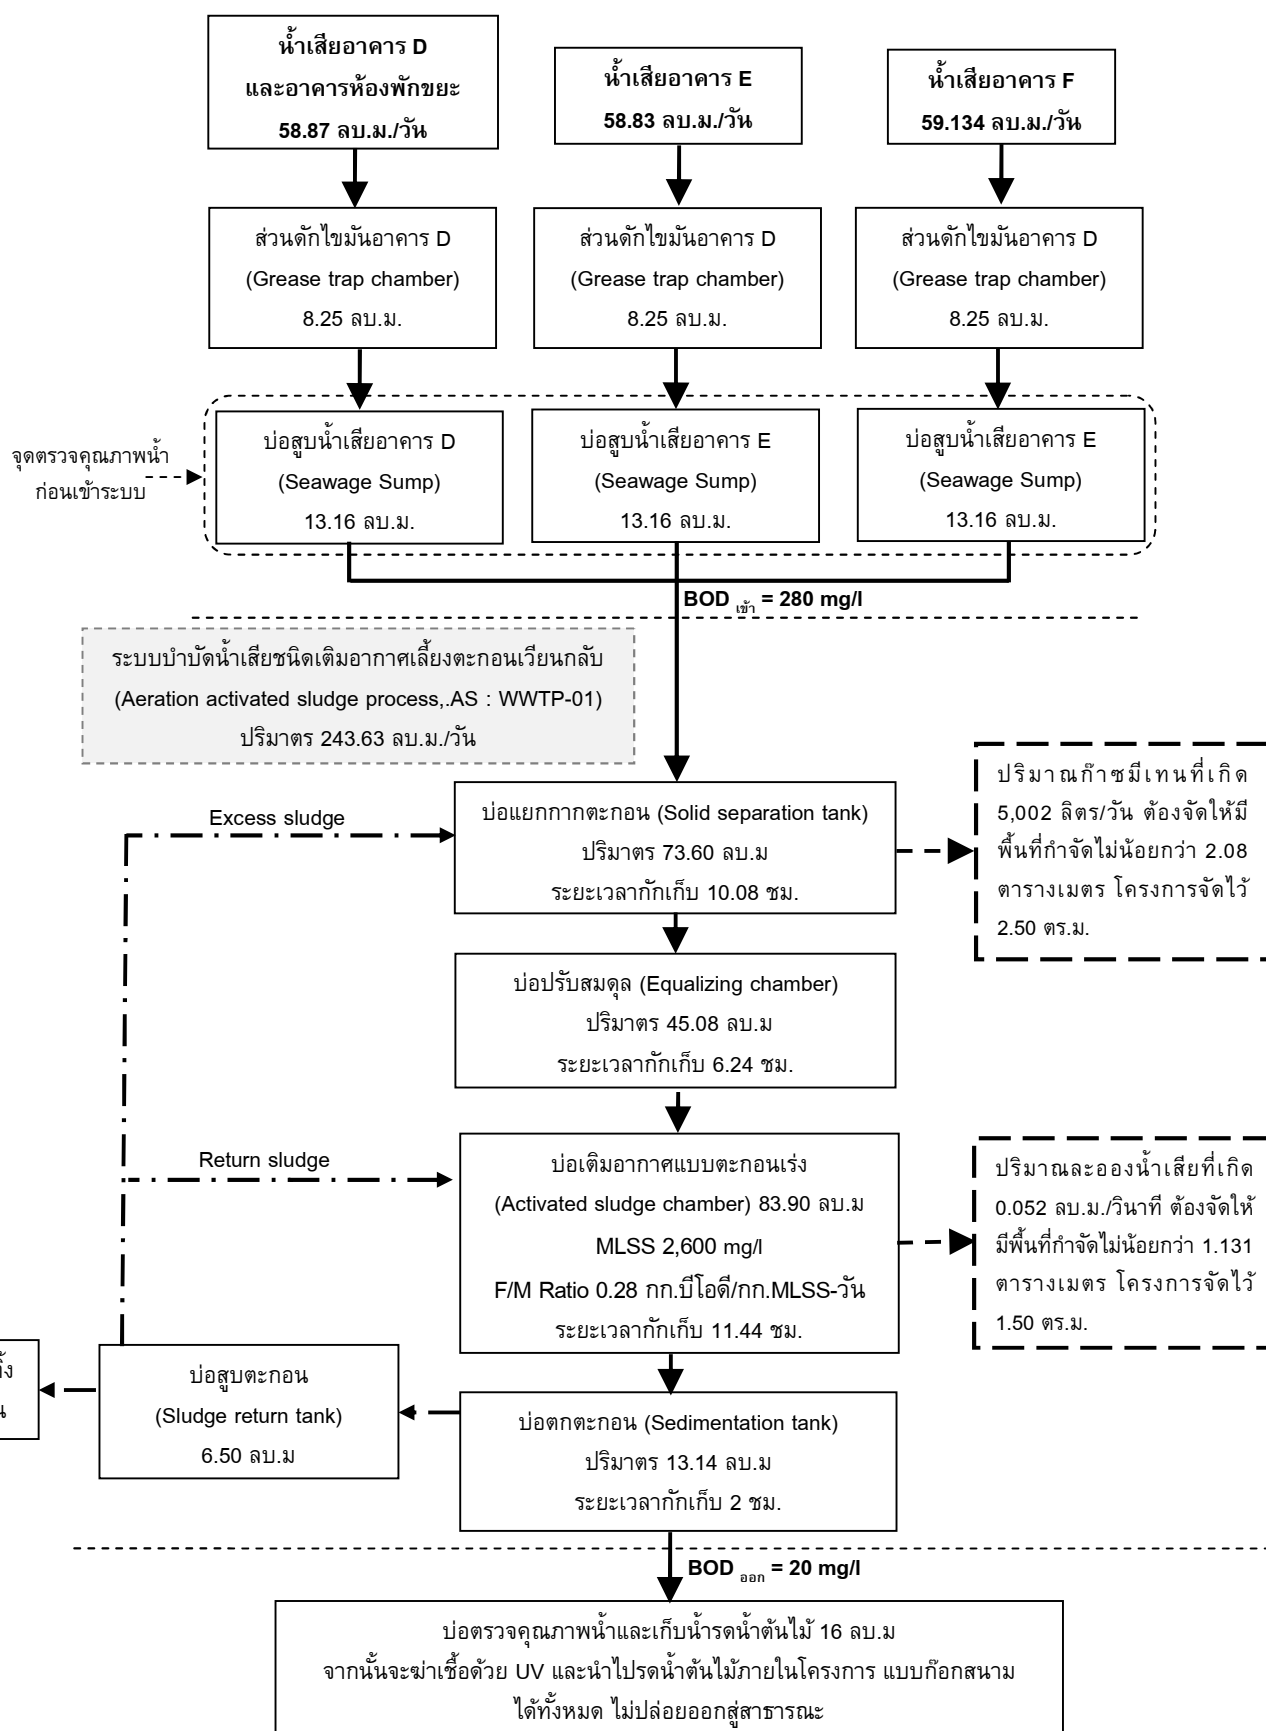 น้ำเสียอาคาร D
และอาคารห้องพักขยะ
58.87 ลบ.ม./วัน
น้ำเสียอาคาร E
58.83 ลบ.ม./วัน
น้ำเสียอาคาร F
59.134 ลบ.ม./วัน
ส่วนดักไขมันอาคาร D
(Grease trap chamber)
8.25 ลบ.ม.
ส่วนดักไขมันอาคาร D
(Grease trap chamber)
8.25 ลบ.ม.
ส่วนดักไขมันอาคาร D
(Grease trap chamber)
8.25 ลบ.ม.
จุดตรวจคุณภาพน้ำ
ก่อนเข้าระบบ
บ่อสูบน้ำเสียอาคาร D
(Seawage Sump)
13.16 ลบ.ม.
บ่อสูบน้ำเสียอาคาร E
(Seawage Sump)
13.16 ลบ.ม.
บ่อสูบน้ำเสียอาคาร E
(Seawage Sump)
13.16 ลบ.ม.
BOD เข้า = 280 mg/l
ระบบบำบัดน้ำเสียชนิดเติมอากาศเลี้ยงตะกอนเวียนกลับ
(Aeration activated sludge process,.AS : WWTP-01)
ปริมาตร 243.63 ลบ.ม./วัน
Excess sludge
บ่อแยกกากตะกอน (Solid separation tank)
ปริมาตร 73.60 ลบ.ม
ระยะเวลากักเก็บ 10.08 ชม.
ปริมาณก๊าซมีเทนที่เกิด
5,002 ลิตร/วัน ต้องจัดให้มี
พื้นที่กำจัดไม่น้อยกว่า 2.08
ตารางเมตร โครงการจัดไว้
2.50 ตร.ม.
บ่อปรับสมดุล (Equalizing chamber)
ปริมาตร 45.08 ลบ.ม
ระยะเวลากักเก็บ 6.24 ชม.
Return sludge
บ่อเติมอากาศแบบตะกอนเร่ง
(Activated sludge chamber) 83.90 ลบ.ม
MLSS 2,600 mg/l
F/M Ratio 0.28 กก.บีโอดี/กก.MLSS-วัน
ระยะเวลากักเก็บ 11.44 ชม.
ปริมาณละอองน้ำเสียที่เกิด
0.052 ลบ.ม./วินาที ต้องจัดให้
มีพื้นที่กำจัดไม่น้อยกว่า 1.131
ตารางเมตร โครงการจัดไว้
1.50 ตร.ม.
บ่อสูบตะกอน
(Sludge return tank)
6.50 ลบ.ม
บ่อตกตะกอน (Sedimentation tank)
ปริมาตร 13.14 ลบ.ม
ระยะเวลากักเก็บ 2 ชม.
BOD ออก = 20 mg/l
บ่อตรวจคุณภาพน้ำและเก็บน้ำรดน้ำต้นไม้ 16 ลบ.ม
จากนั้นจะฆ่าเชื้อด้วย UV และนำไปรดน้ำต้นไม้ภายในโครงการ แบบก๊อกสนาม
ได้ทั้งหมด ไม่ปล่อยออกสู่สาธารณะ